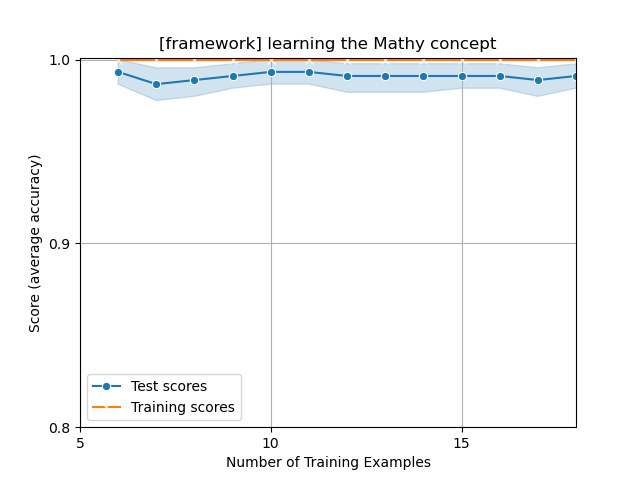 [framework] learning the Mathy concept
Score (average accuracy)
1.0
0.9
0.8
Test scores
Training scores
5
10
15
Number of Training Examples